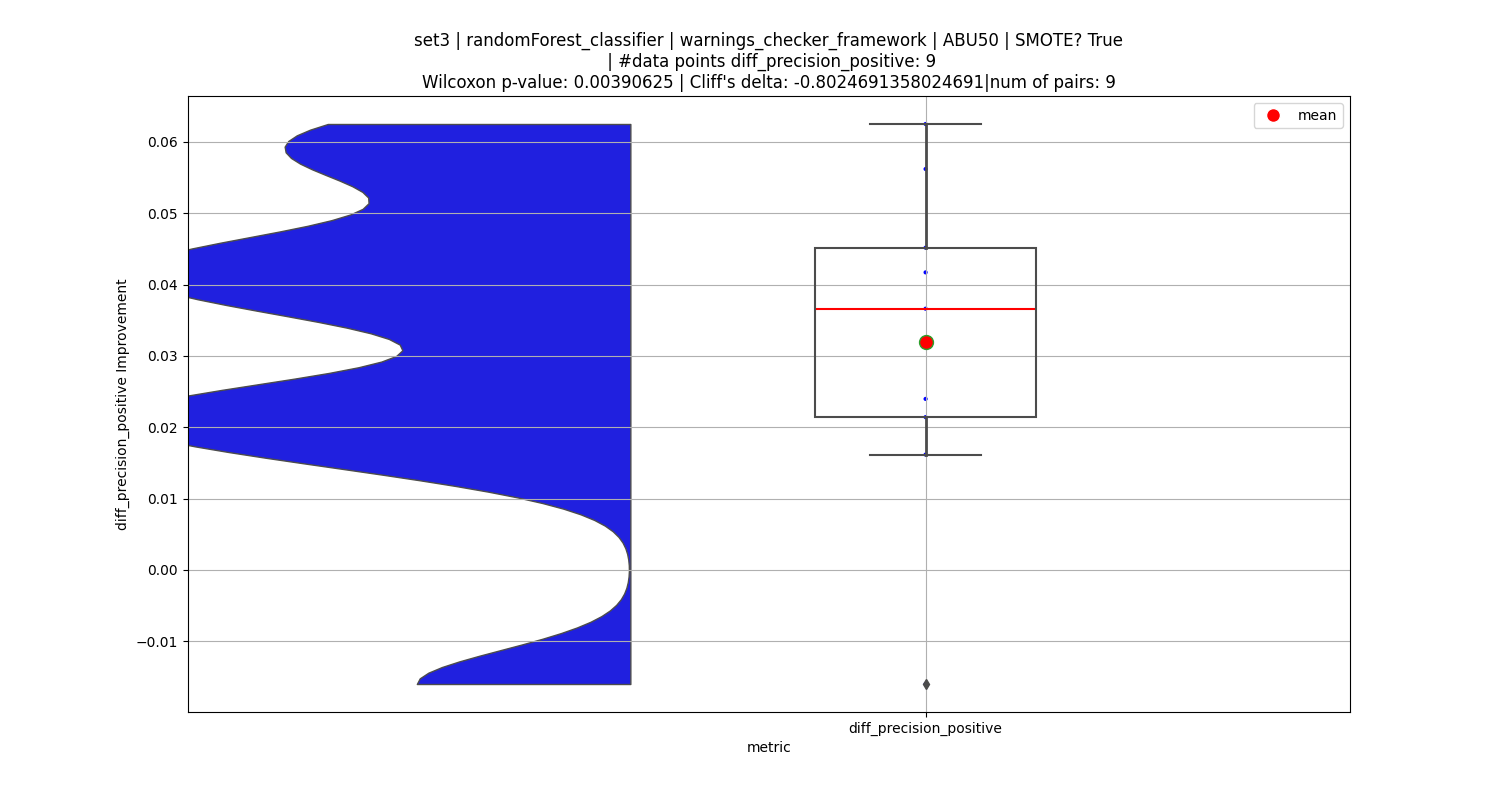 set3 | randomForest_classifier | warnings_checker_framework | ABU50 | SMOTE? True
| #data points diff_precision_positive: 9
Wilcoxon p-value: 0.00390625 | Cliff's delta: -0.8024691358024691|num of pairs: 9
mean
0.06
0.05
0.04
0.03
0.02
0.01
0.00
−0.01
diff_precision_positive Improvement
diff_precision_positive
metric